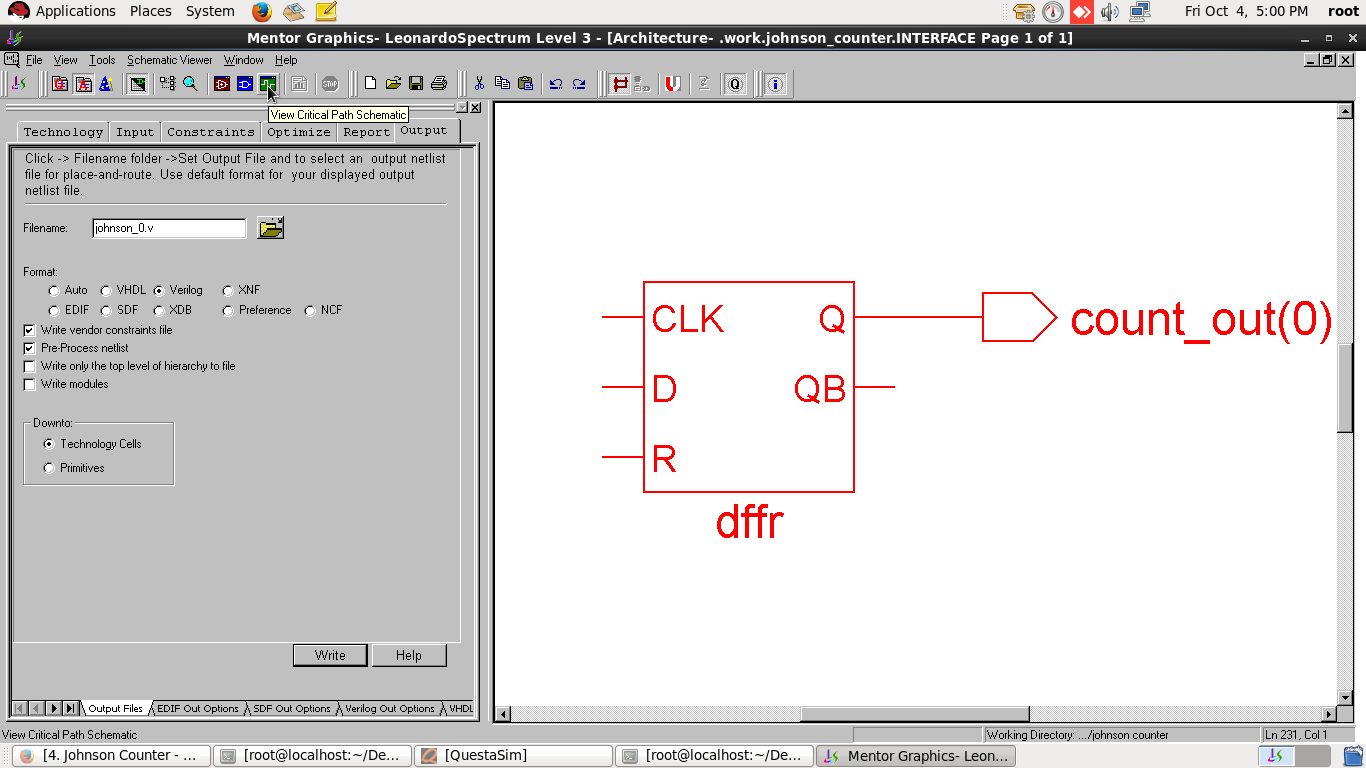 Applications Places System Fri Oct 4, 5:00 PM root
Mentor Graphics- LeonardoSpectrum Level 3 - [Architecture- .work.johnson_counter.INTERFACE Page 1 of 1]
File View Tools Schematic Viewer Window Help
STOP Q
View Critical Path Schematic
Technology Input Constraints Optimize Report Output
Click -> Filename folder ->Set Output File and to select an output netlist
file for place-and-route. Use default format for your displayed output
netlist file.
Filename: johnson_0.v
Format:
Auto VHDL Verilog XNF
EDIF SDF XDB Preference NCF
Write vendor constraints file
Pre-Process netlist
Write only the top level of hierarchy to file
Write modules
Downto:
Technology Cells
Primitives
Write Help
Output Files EDIF Out Options SDF Out Options Verilog Out Options VHDL
CLK Q count_out(0)
D QB
R
dffr
View Critical Path Schematic Working Directory: .../johnson counter Ln 231, Col 1
[4. Johnson Counter - ... [root@localhost:~/De... [QuestaSim] [root@localhost:~/De... Mentor Graphics- Leon...